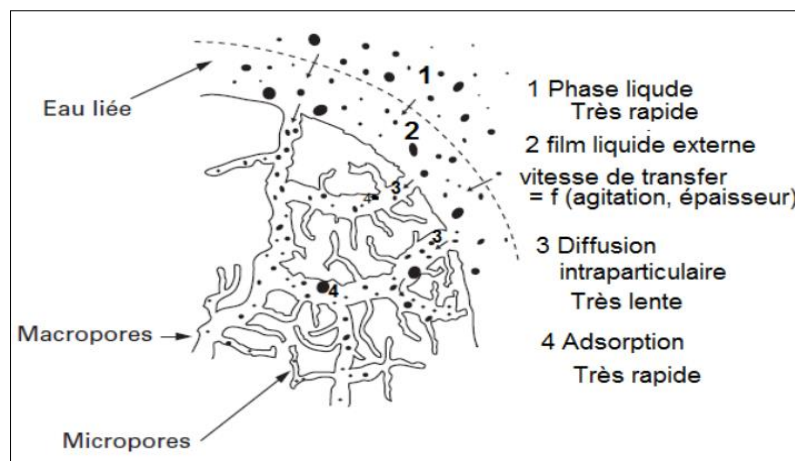 Eau liée
Macropores
Micropores
1
2
3
4
3
4
1 Phase liqude
Très rapide
2 film liquide externe
vitesse de transfer
= f (agitation, épaisseur)
3 Diffusion
intraparticulaire
Très lente
4 Adsorption
Très rapide